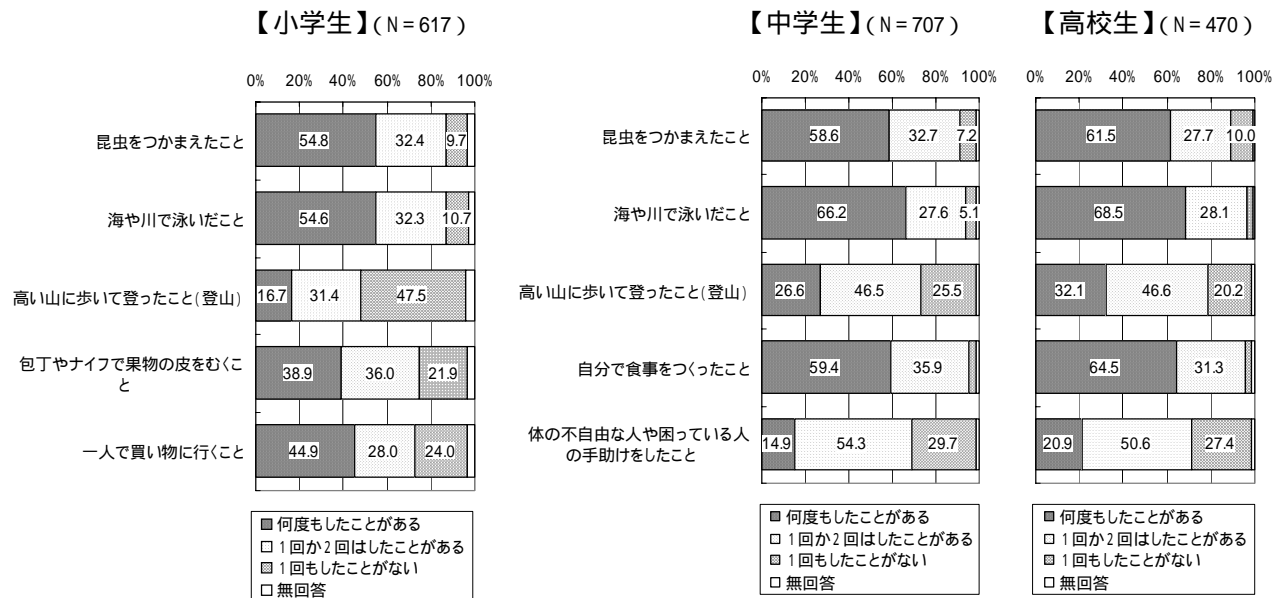 【小学生】(N=617)
0% 20% 40% 60% 80% 100%
昆虫をつかまえたこと
54.8 32.4 9.7
海や川で泳いだこと
54.6 32.3 10.7
高い山に歩いて登ったこと(登山)
16.7 31.4 47.5
包丁やナイフで果物の皮をむくこ
と
38.9 36.0 21.9
一人で買い物に行くこと
44.9 28.0 24.0
■何度もしたことがある
1回か2回はしたことがある
1回もしたことがない
□無回答
【中学生】(N=707)
0% 20% 40% 60% 80% 100%
昆虫をつかまえたこと
58.6 32.7 7.2
海や川で泳いだこと
66.2 27.6 5.1
高い山に歩いて登ったこと(登山)
26.6 46.5 25.5
自分で食事をつくったこと
59.4 35.9
体の不自由な人や困っている人
の手助けをしたこと
14.9 54.3 29.7
■何度もしたことがある
1回か2回はしたことがある
1回もしたことがない
□無回答
【高校生】(N=470)
0% 20% 40% 60% 80% 100%
61.5 27.7 10.0
68.5 28.1
32.1 46.6 20.2
64.5 31.3
20.9 50.6 27.4
■何度もしたことがある
1回か2回はしたことがある
1回もしたことがない
□無回答